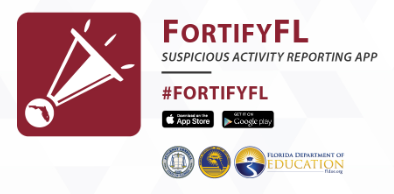 FORTIFYFL
SUSPICIOUS ACTIVITY REPORTING APP
#FORTIFYFL
Download on the
App Store
GET IT ON
Google play
FLORIDA DEPARTMENT OF
EDUCATION
fldoe.org